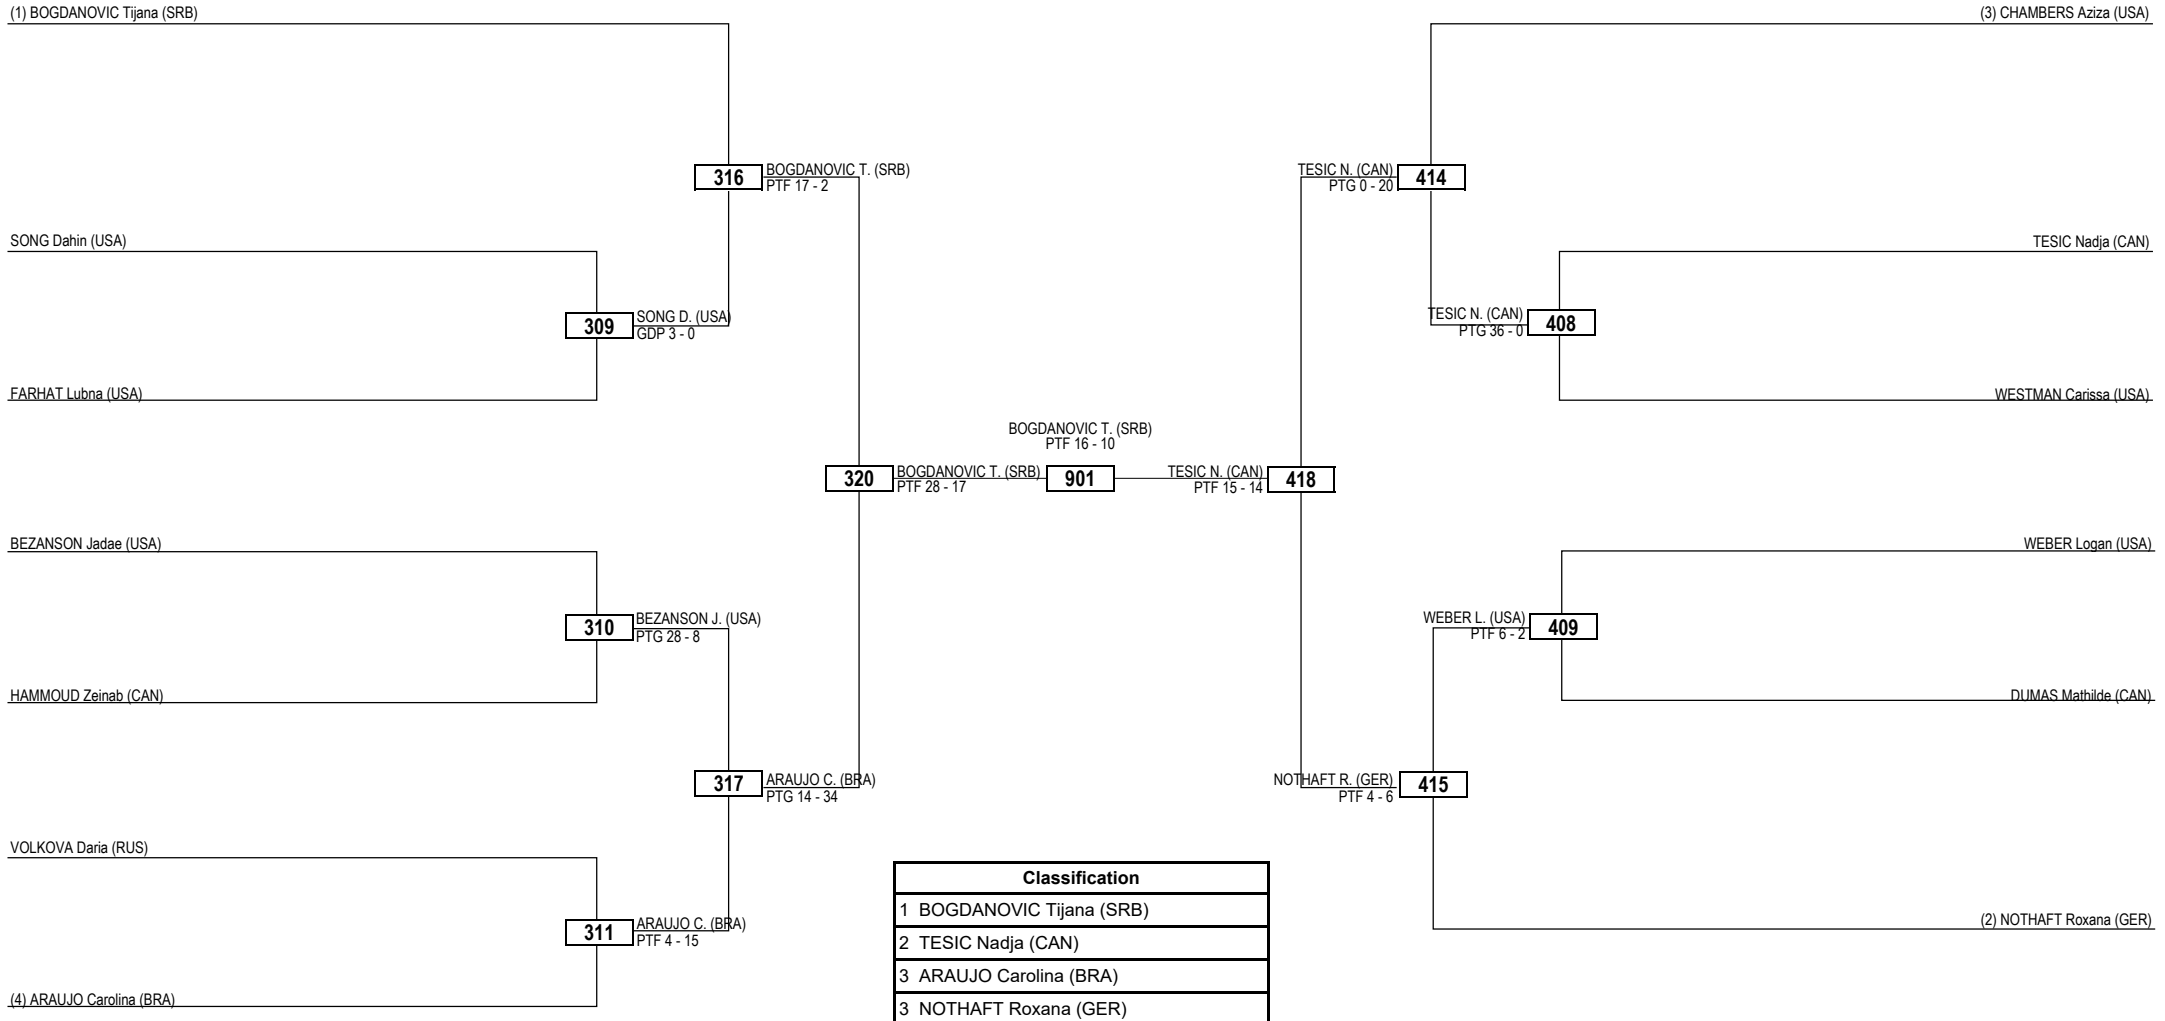 (1) BOGDANOVIC Tijana (SRB)
(3) CHAMBERS Aziza (USA)
316
BOGDANOVIC T. (SRB)
PTF 17 - 2
TESIC N. (CAN)
PTG 0 - 20
414
SONG Dahin (USA)
TESIC Nadja (CAN)
309
SONG D. (USA)
GDP 3 - 0
TESIC N. (CAN)
PTG 36 - 0
408
FARHAT Lubna (USA)
WESTMAN Carissa (USA)
BOGDANOVIC T. (SRB)
PTF 16 - 10
320
BOGDANOVIC T. (SRB)
PTF 28 - 17
901
TESIC N. (CAN)
PTF 15 - 14
418
BEZANSON Jadae (USA)
WEBER Logan (USA)
310
BEZANSON J. (USA)
PTG 28 - 8
WEBER L. (USA)
PTF 6 - 2
409
HAMMOUD Zeinab (CAN)
DUMAS Mathilde (CAN)
317
ARAUJO C. (BRA)
PTG 14 - 34
NOTHAFT R. (GER)
PTF 4 - 6
415
VOLKOVA Daria (RUS)
311
ARAUJO C. (BRA)
PTF 4 - 15
(2) NOTHAFT Roxana (GER)
(4) ARAUJO Carolina (BRA)
Classification
1 BOGDANOVIC Tijana (SRB)
2 TESIC Nadja (CAN)
3 ARAUJO Carolina (BRA)
3 NOTHAFT Roxana (GER)